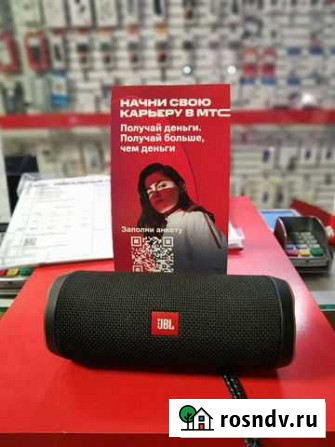 НАЧНИ СВОЮ
КАРЬЕРУ В МТС
Получай деньги.
Получай больше,
чем деньги
Заполни анкету
JBL
rosndv.ru